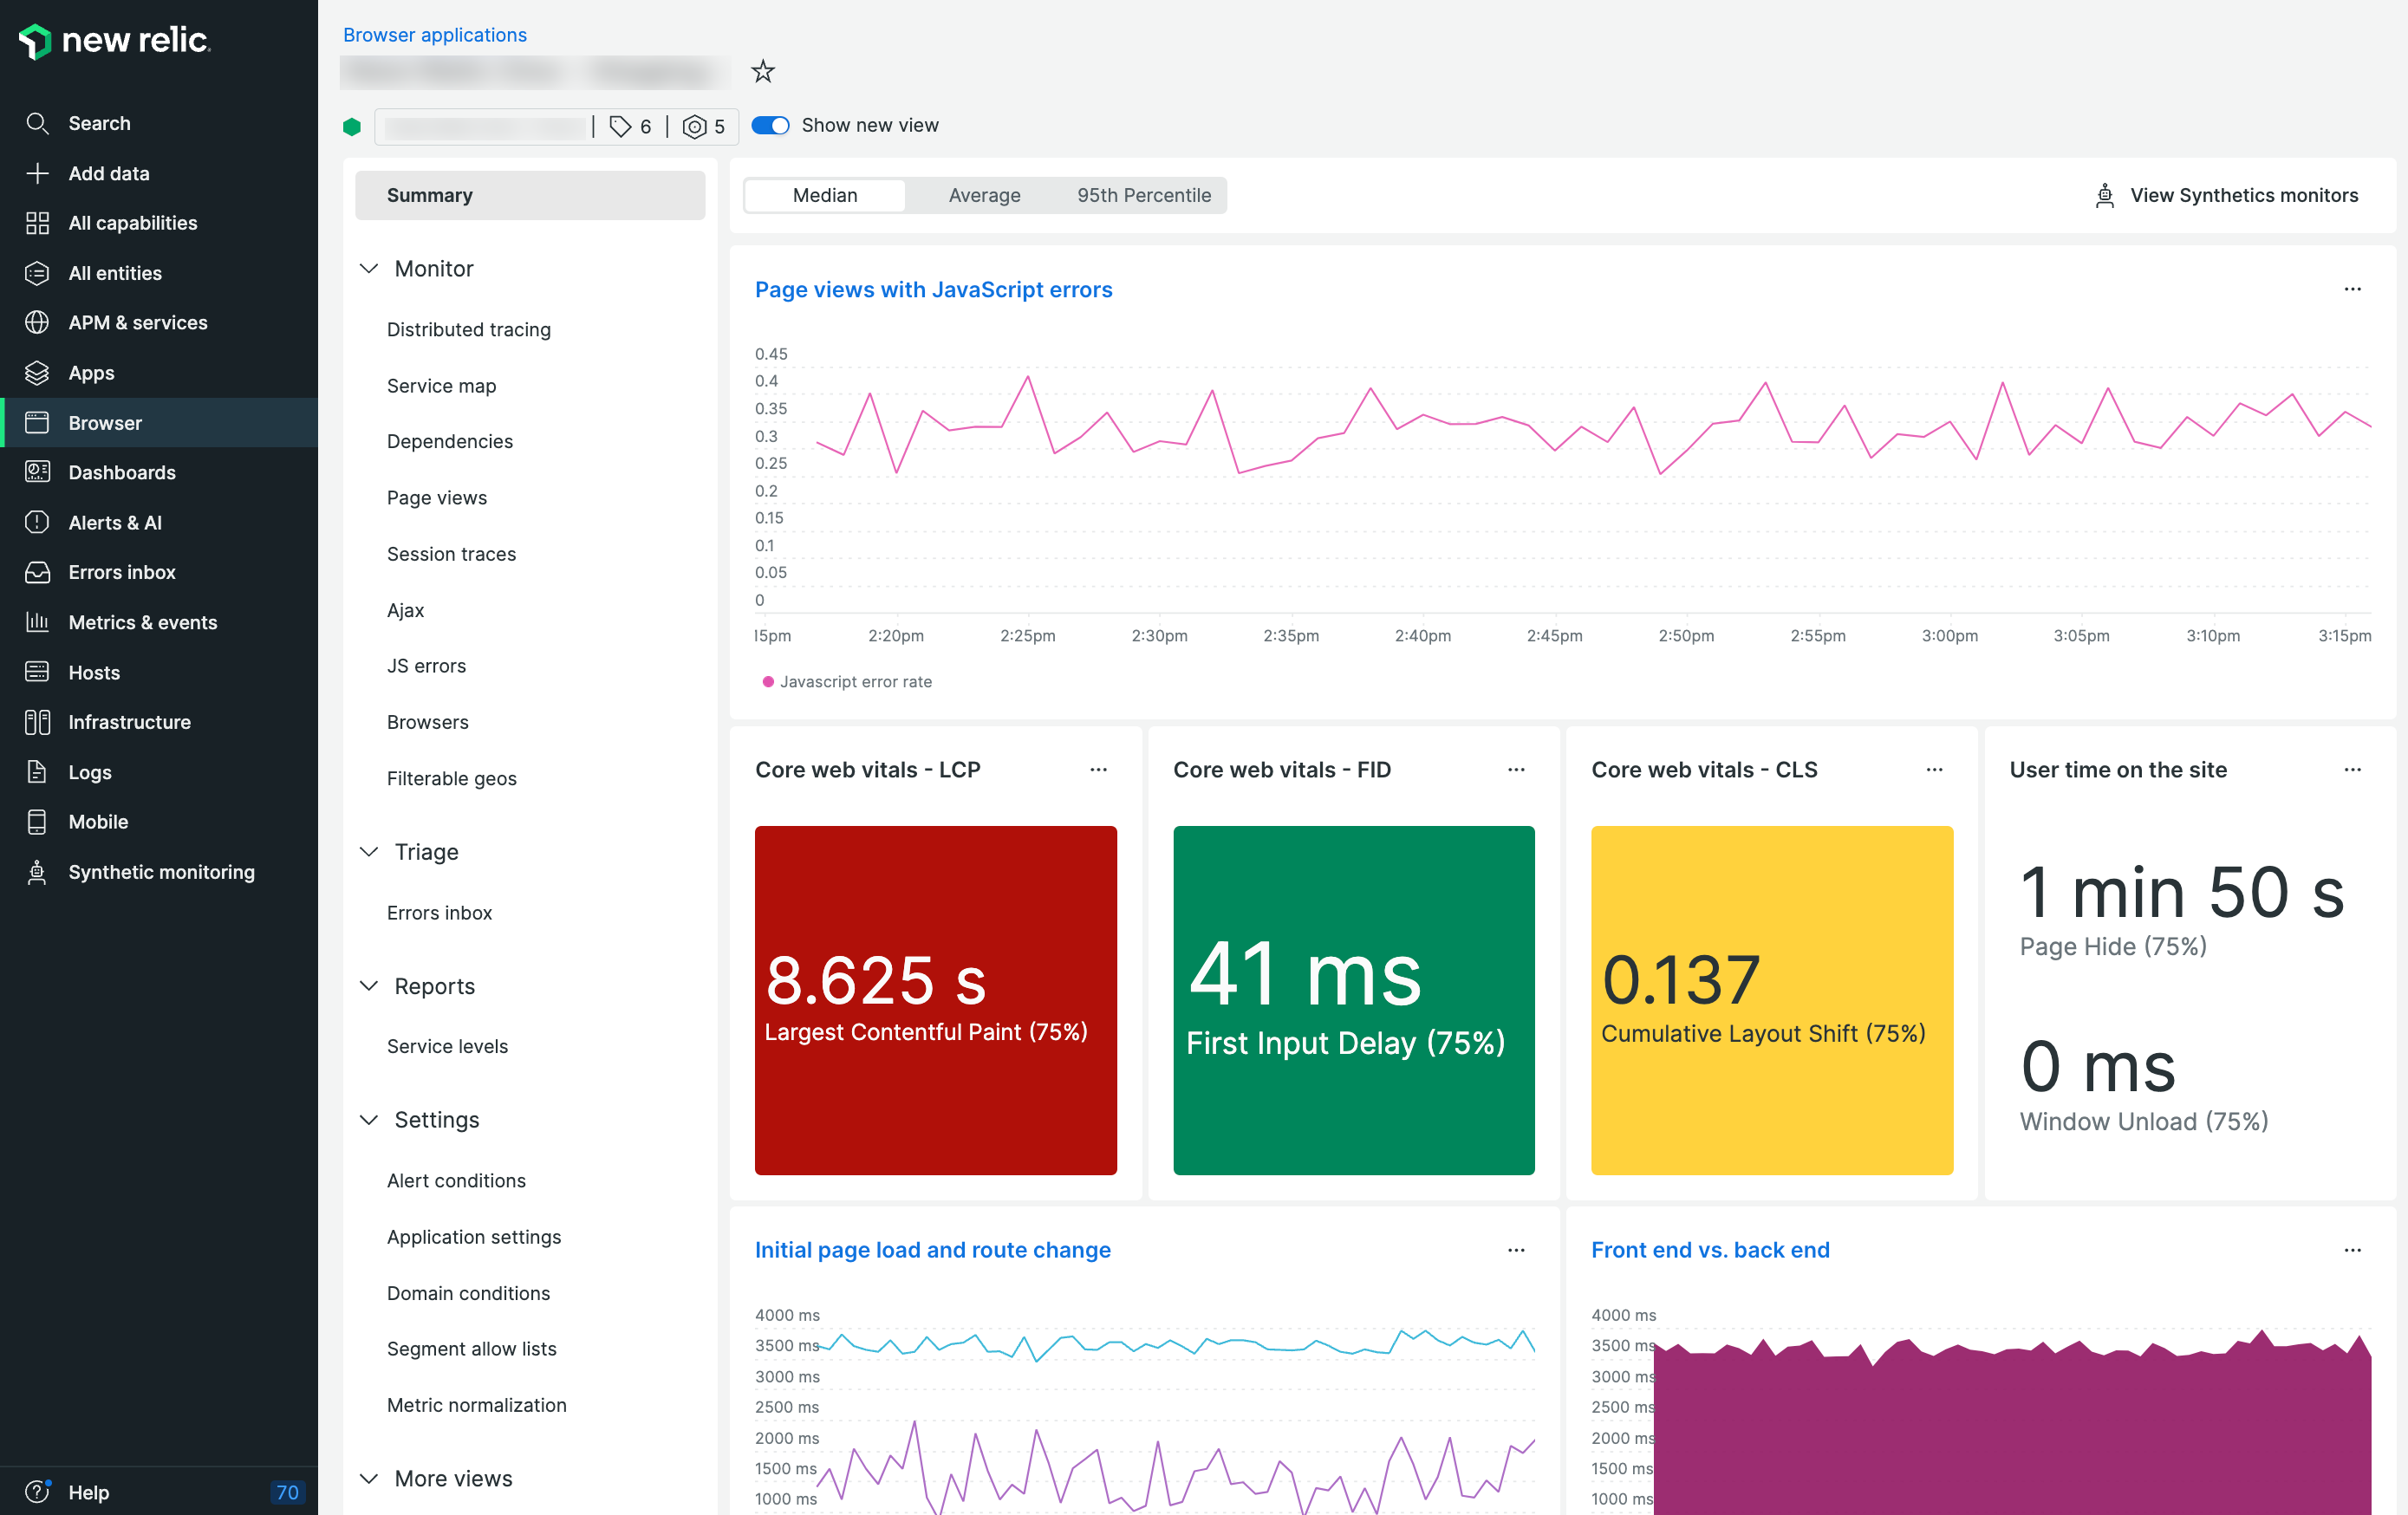 new relic.
Search
Add data
All capabilities
All entities
APM & services
Apps
Browser
Dashboards
Alerts & AI
Errors inbox
Metrics & events
Hosts
Infrastructure
Logs
Mobile
Synthetic monitoring
Help 70
Browser applications
6 5 Show new view
Summary
Monitor
Distributed tracing
Service map
Dependencies
Page views
Session traces
Ajax
JS errors
Browsers
Filterable geos
Triage
Errors inbox
Reports
Service levels
Settings
Alert conditions
Application settings
Domain conditions
Segment allow lists
Metric normalization
More views
Median Average 95th Percentile View Synthetics monitors
Page views with JavaScript errors
0.45
0.4
0.35
0.3
0.25
0.2
0.15
0.1
0.05
0
15pm 2:20pm 2:25pm 2:30pm 2:35pm 2:40pm 2:45pm 2:50pm 2:55pm 3:00pm 3:05pm 3:10pm 3:15pm
Javascript error rate
Core web vitals - LCP
8.625 s
Largest Contentful Paint (75%)
Core web vitals - FID
41 ms
First Input Delay (75%)
Core web vitals - CLS
0.137
Cumulative Layout Shift (75%)
User time on the site
1 min 50 s
Page Hide (75%)
0 ms
Window Unload (75%)
Initial page load and route change
4000 ms
3500 ms
3000 ms
2500 ms
2000 ms
1500 ms
1000 ms
Front end vs. back end
4000 ms
3500 ms
3000 ms
2500 ms
2000 ms
1500 ms
1000 ms